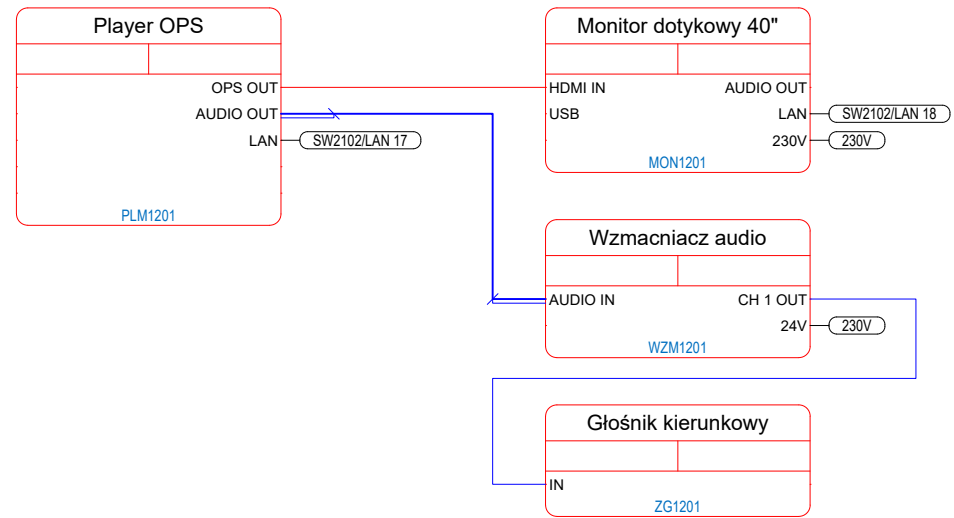 Player OPS
OPS OUT
AUDIO OUT
LAN
SW2102/LAN 17
PLM1201
Monitor dotykowy 40"
HDMI IN
AUDIO OUT
USB
LAN
SW2102/LAN 18
230V
230V
MON1201
Wzmacniacz audio
AUDIO IN
CH 1 OUT
24V
230V
WZM1201
Głośnik kierunkowy
IN
ZG1201